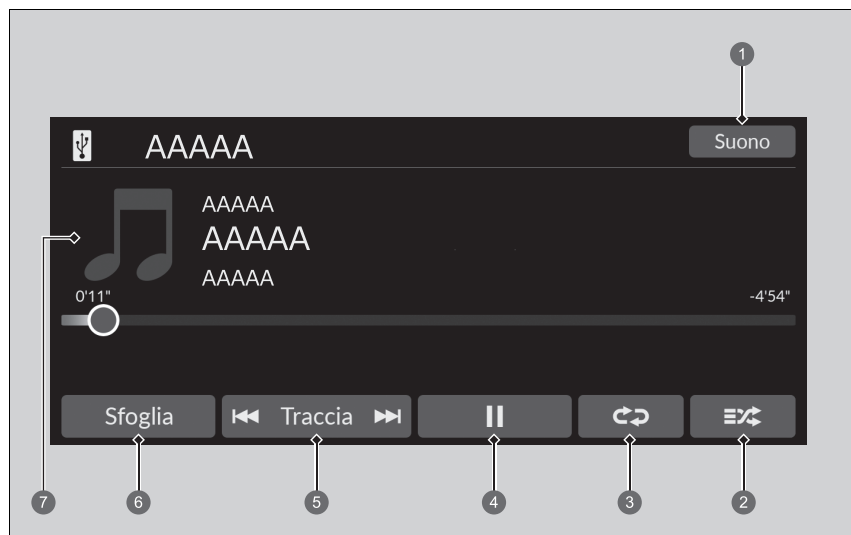 1
AAAAA
Suono
AAAAA
AAAAA
AAAAA
7
0'11"
-4'54"
Sfoglia
Traccia
6
5
4
3
2